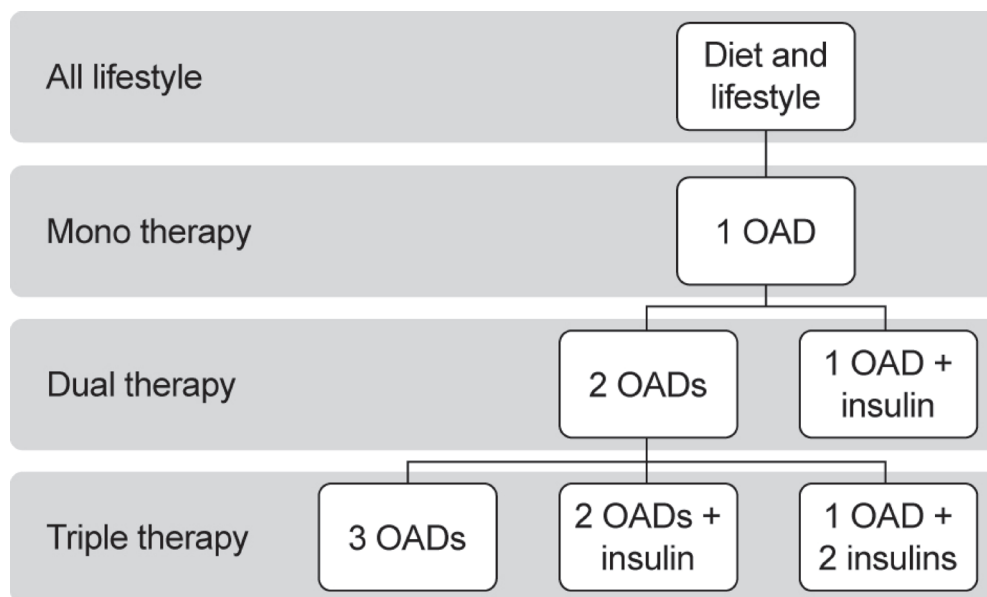 All lifestyle
Diet and
lifestyle
Mono therapy
1 OAD
Dual therapy
2 OADs
1 OAD +
insulin
Triple therapy
3 OADs
2 OADs +
insulin
1 OAD +
2 insulins